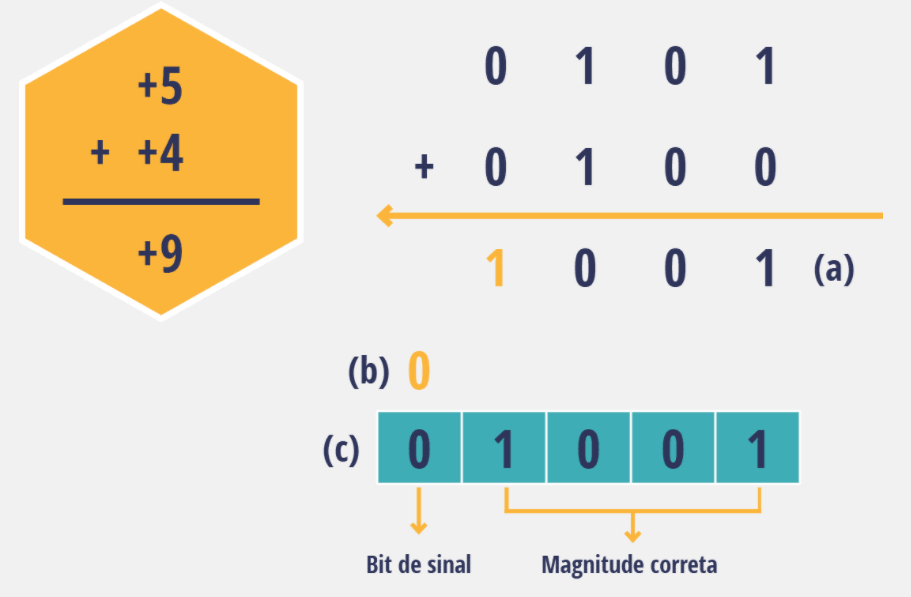 +5
+ +4
+9
0 1 0 1
+ 0 1 0 0
1 0 0 1 (a)
(b) 0
(c) 0 1 0 0 1
Bit de sinal
Magnitude correta